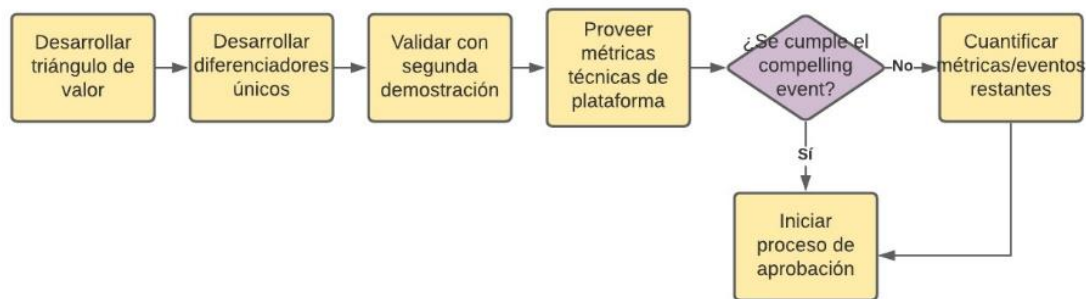 Desarrollar
triángulo de
valor
Desarrollar
diferenciadores
únicos
Validar con
segunda
demostración
Proveer
métricas
técnicas de
plataforma
¿Se cumple el
compelling
event?
No
Cuantificar
métricas/eventos
restantes
Sí
Iniciar
proceso de
aprobación